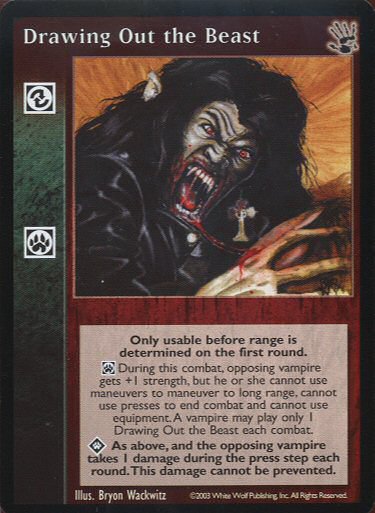 Drawing Out the Beast
Only usable before range is
determined on the first round.
During this combat, opposing vampire
gets +1 strength, but he or she cannot use
maneuvers to maneuver to long range, cannot
use presses to end combat and cannot use
equipment. A vampire may play only 1
Drawing Out the Beast each combat.
As above, and the opposing vampire
takes 1 damage during the press step each
round. This damage cannot be prevented.
Illus. Bryon Wackwitz
©2003 White Wolf Publishing, Inc. All Rights Reserved.